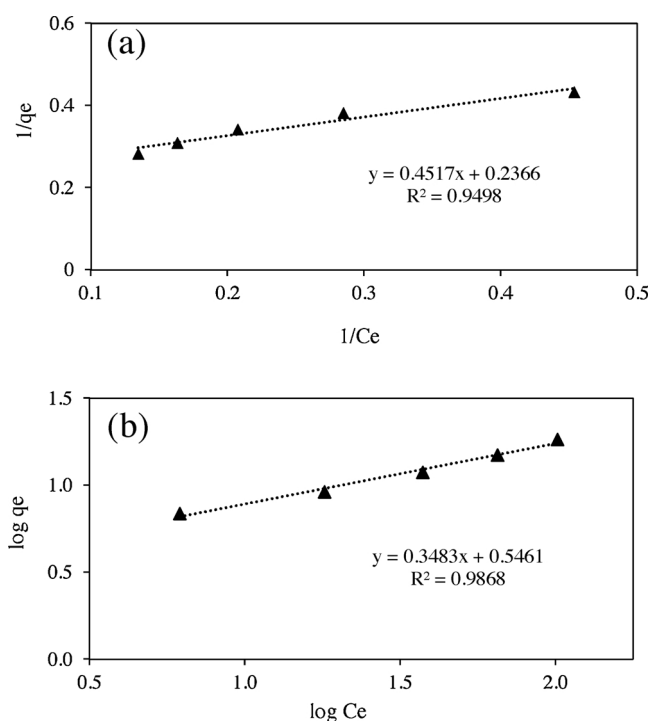 (a)
0.6
0.4
0.2
0
1/qe
y = 0.4517x + 0.2366
R² = 0.9498
0.1 0.2 0.3 0.4 0.5
1/Ce
(b)
1.5
1.0
0.5
0.0
log qe
y = 0.3483x + 0.5461
R² = 0.9868
0.5 1.0 1.5 2.0
log Ce